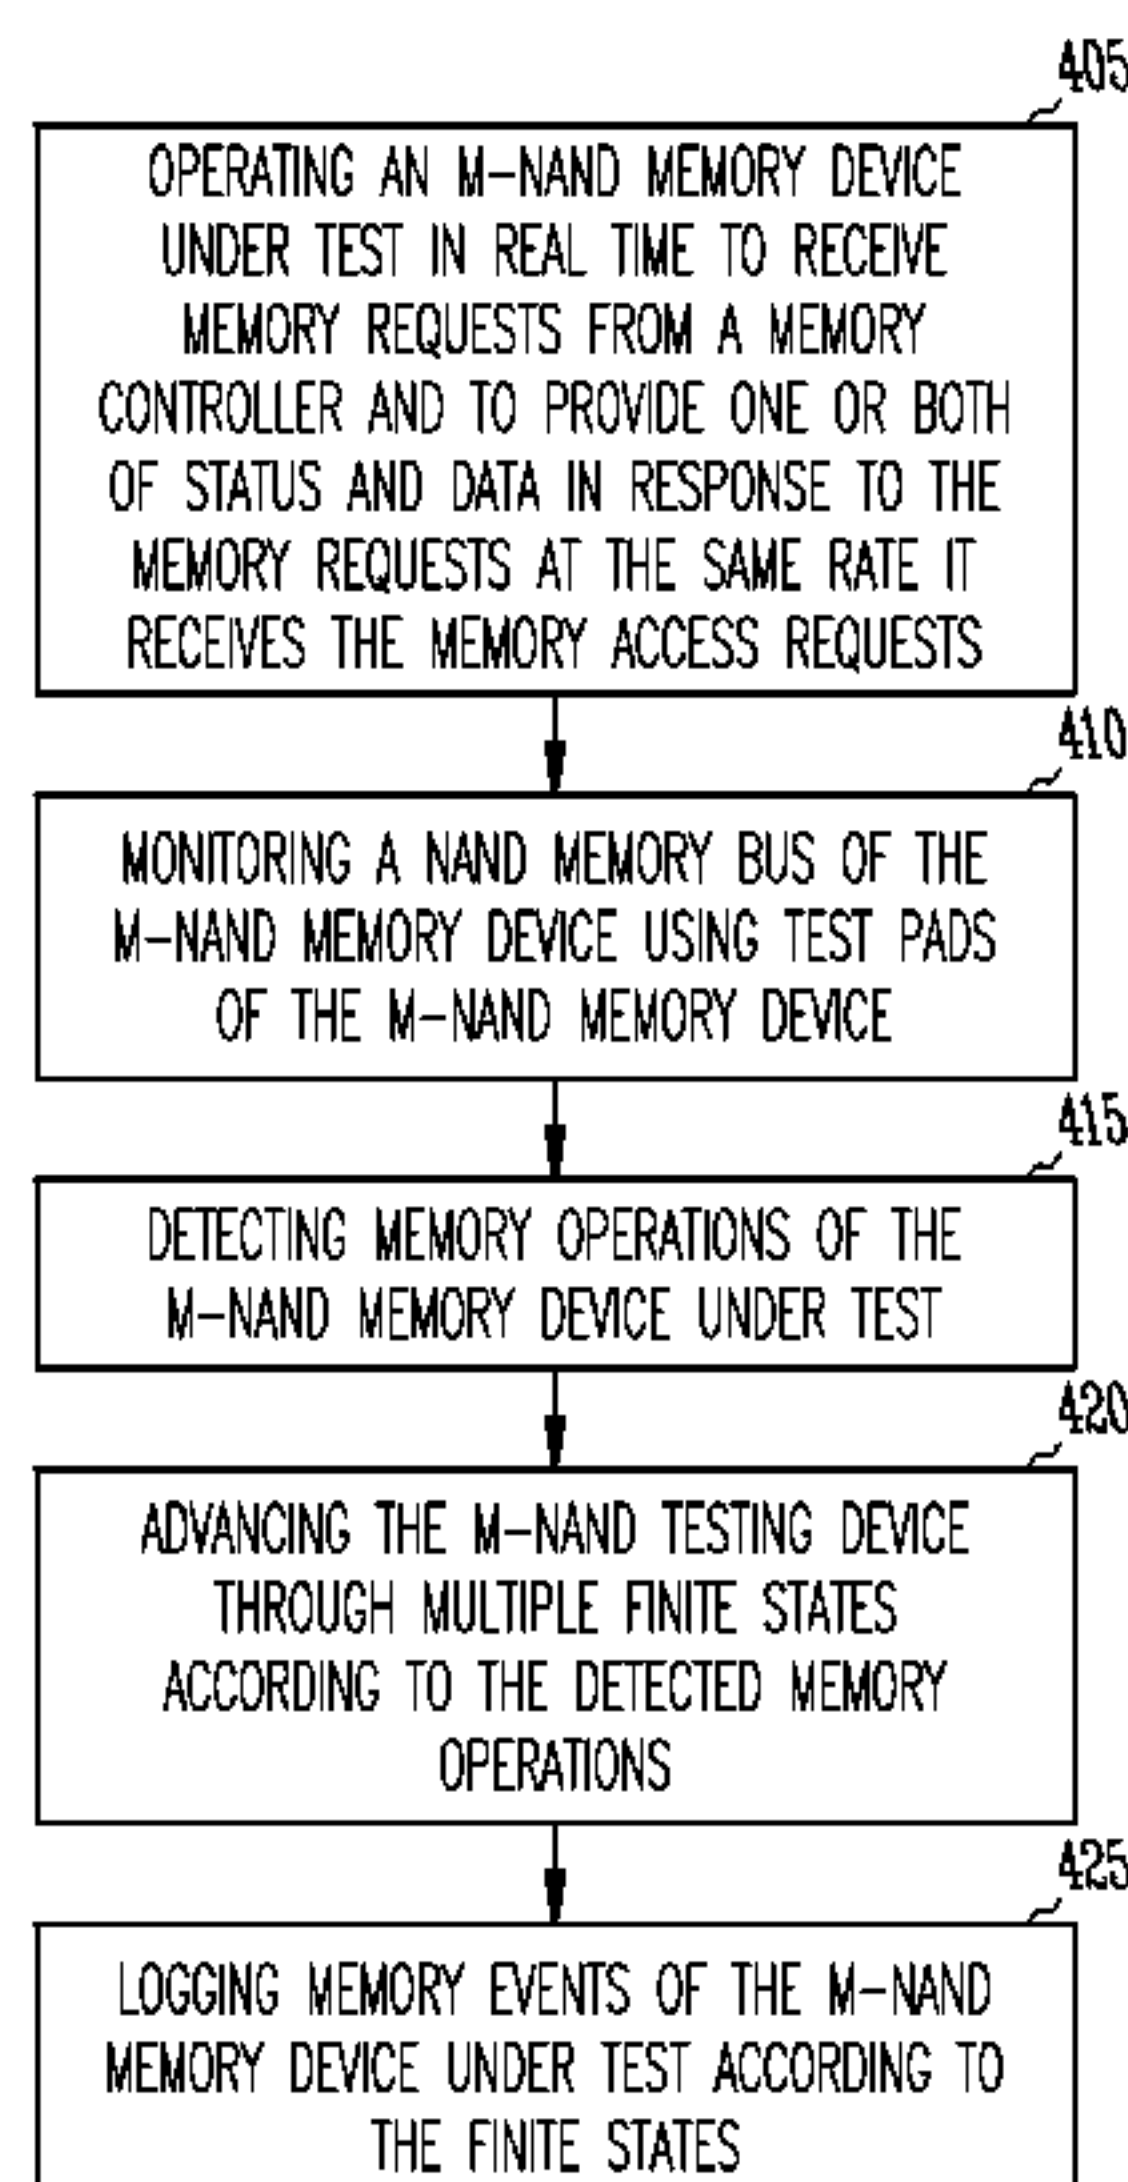 405
OPERATING AN M-NAND MEMORY DEVICE
UNDER TEST IN REAL TIME TO RECEIVE
MEMORY REQUESTS FROM A MEMORY
CONTROLLER AND TO PROVIDE ONE OR BOTH
OF STATUS AND DATA IN RESPONSE TO THE
MEMORY REQUESTS AT THE SAME RATE IT
RECEIVES THE MEMORY ACCESS REQUESTS
410
MONITORING A NAND MEMORY BUS OF THE
M-NAND MEMORY DEVICE USING TEST PADS
OF THE M-NAND MEMORY DEVICE
415
DETECTING MEMORY OPERATIONS OF THE
M-NAND MEMORY DEVICE UNDER TEST
420
ADVANCING THE M-NAND TESTING DEVICE
THROUGH MULTIPLE FINITE STATES
ACCORDING TO THE DETECTED MEMORY
OPERATIONS
425
LOGGING MEMORY EVENTS OF THE M-NAND
MEMORY DEVICE UNDER TEST ACCORDING TO
THE FINITE STATES